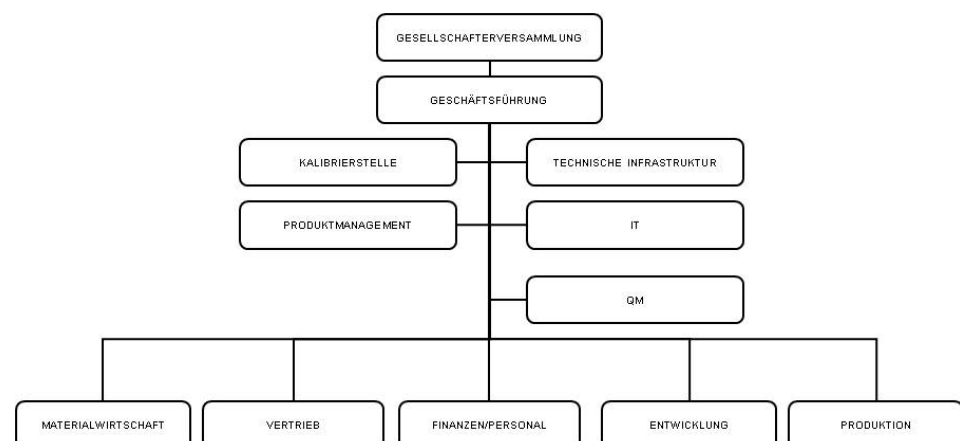 GESELLSCHAFTERVERSAMMLUNG
GESCHÄFTSFÜHRUNG
KALIBRIERSTELLE
TECHNISCHE INFRASTRUKTUR
PRODUKTMANAGEMENT
IT
QM
MATERIALWIRTSCHAFT
VERTRIEB
FINANZEN/PERSONAL
ENTWICKLUNG
PRODUKTION